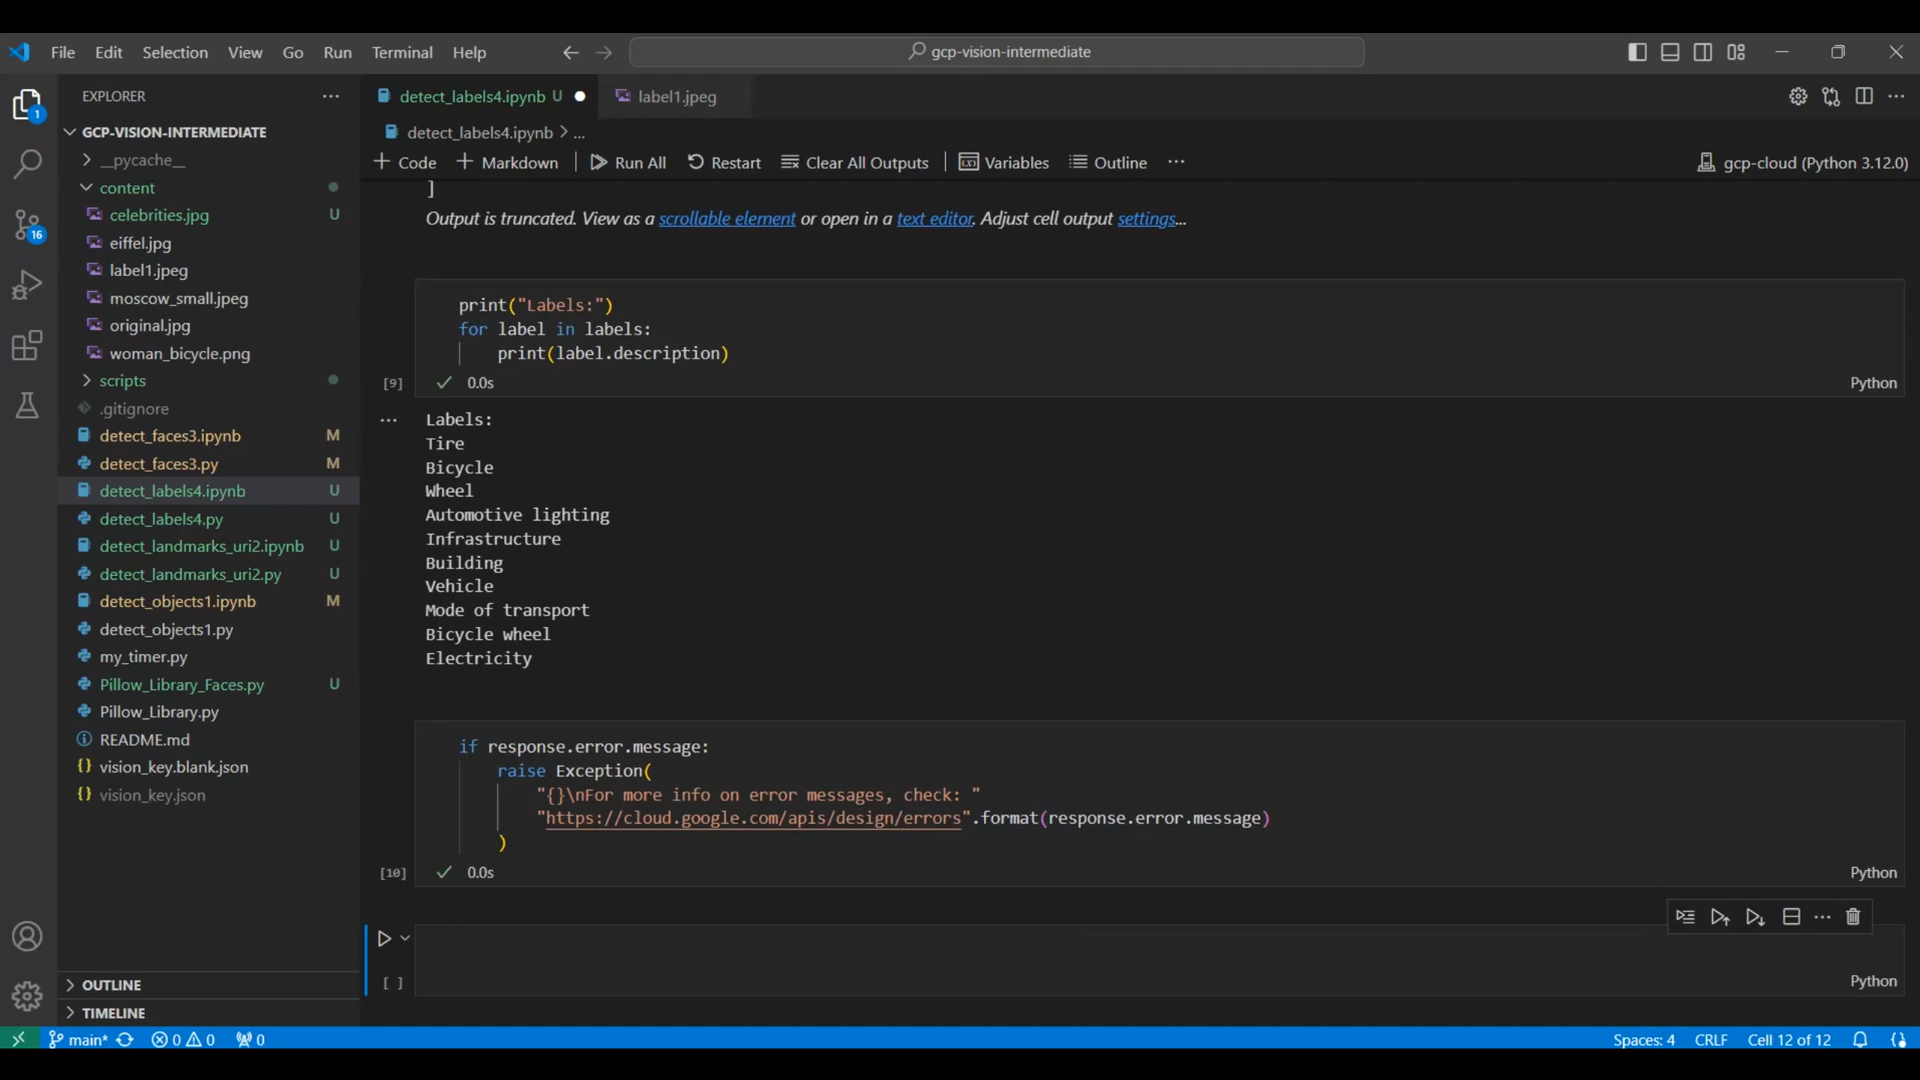 File Edit Selection View Go Run Terminal Help
gcp-vision-intermediate
EXPLORER
GCP-VISION-INTERMEDIATE
__pycache__
content
celebrities.jpg U
eiffel.jpg
label1.jpeg
moscow_small.jpeg
original.jpg
woman_bicycle.png
scripts
.gitignore
detect_faces3.ipynb M
detect_faces3.py M
detect_labels4.ipynb U
detect_labels4.py U
detect_landmarks_uri2.ipynb U
detect_landmarks_uri2.py U
detect_objects1.ipynb M
detect_objects1.py
my_timer.py
Pillow_Library_Faces.py U
Pillow_Library.py
README.md
vision_key.blank.json
vision_key.json
OUTLINE
TIMELINE
1
16
detect_labels4.ipynb U
label1.jpeg
detect_labels4.ipynb > ...
+ Code + Markdown Run All Restart Clear All Outputs Variables Outline ...
gcp-cloud (Python 3.12.0)
]
Output is truncated. View as a scrollable element or open in a text editor. Adjust cell output settings...
print("Labels:")
for label in labels:
print(label.description)
[9] 0.0s Python
Labels:
Tire
Bicycle
Wheel
Automotive lighting
Infrastructure
Building
Vehicle
Mode of transport
Bicycle wheel
Electricity
if response.error.message:
raise Exception(
"{}\nFor more info on error messages, check: "
"https://cloud.google.com/apis/design/errors".format(response.error.message)
)
[10] 0.0s Python
[ ] Python
main* 0 0 0
Spaces: 4 CRLF Cell 12 of 12